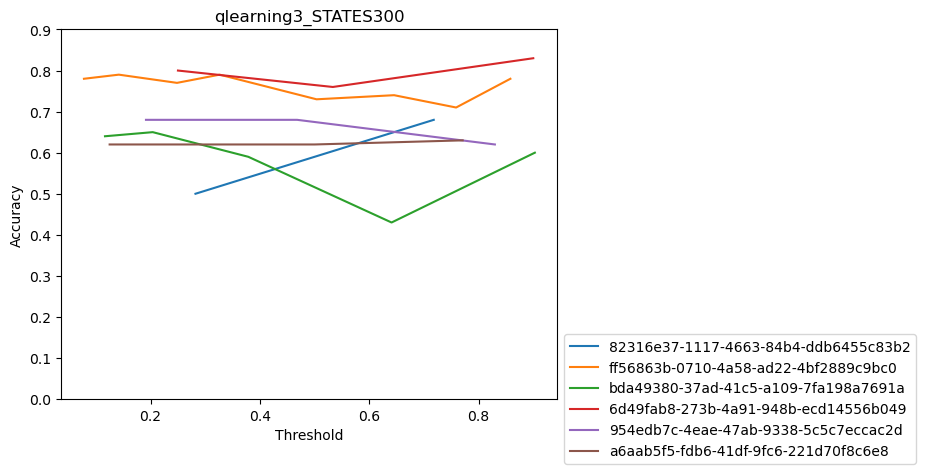 qlearning3_STATES300
0.9
0.8
0.7
0.6
0.5
0.4
0.3
0.2
0.1
0.0
Accuracy
0.2 0.4 0.6 0.8
Threshold
82316e37-1117-4663-84b4-ddb6455c83b2
ff56863b-0710-4a58-ad22-4bf2889c9bc0
bda49380-37ad-41c5-a109-7fa198a7691a
6d49fab8-273b-4a91-948b-ecd14556b049
954edb7c-4eae-47ab-9338-5c5c7eccac2d
a6aab5f5-fdb6-41df-9fc6-221d70f8c6e8